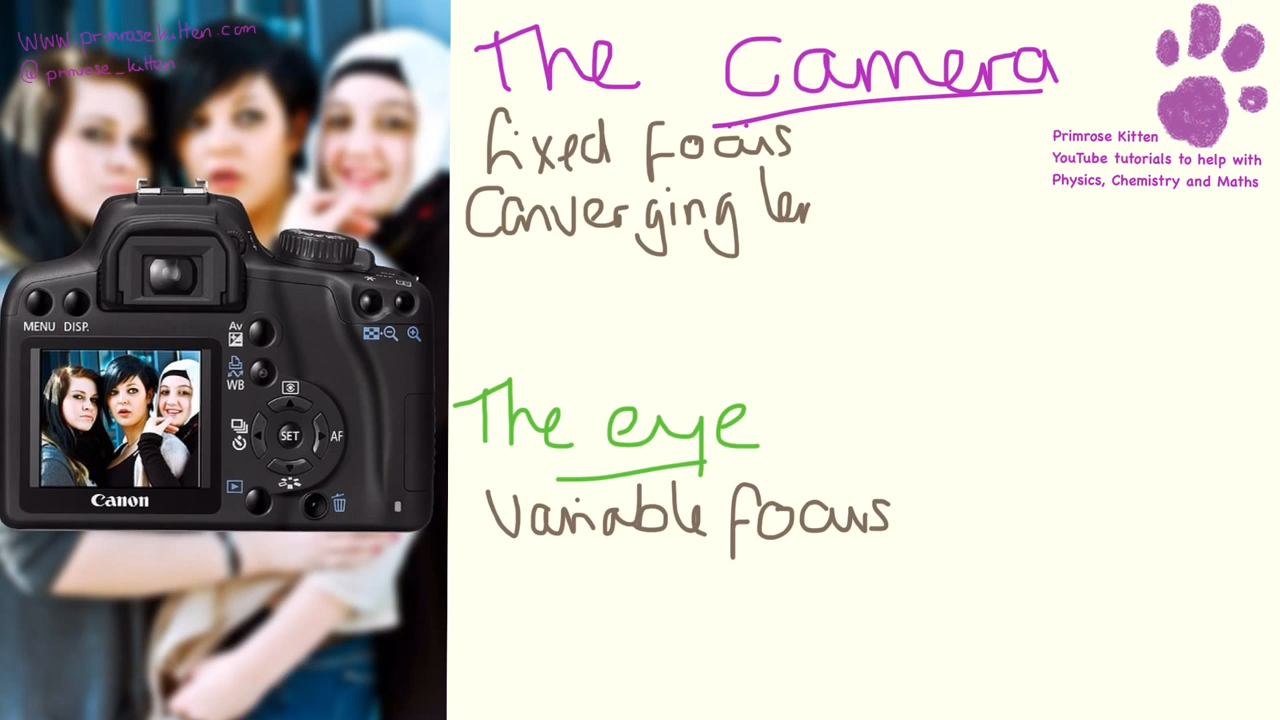 www.primrosekitten.com
@primrose_kitten
The Camera
fixed focus
Converging len
Primrose Kitten
YouTube tutorials to help with
Physics, Chemistry and Maths
MENU DISP.
Av
WB
SET
AF
Canon
The eye
Variable focus